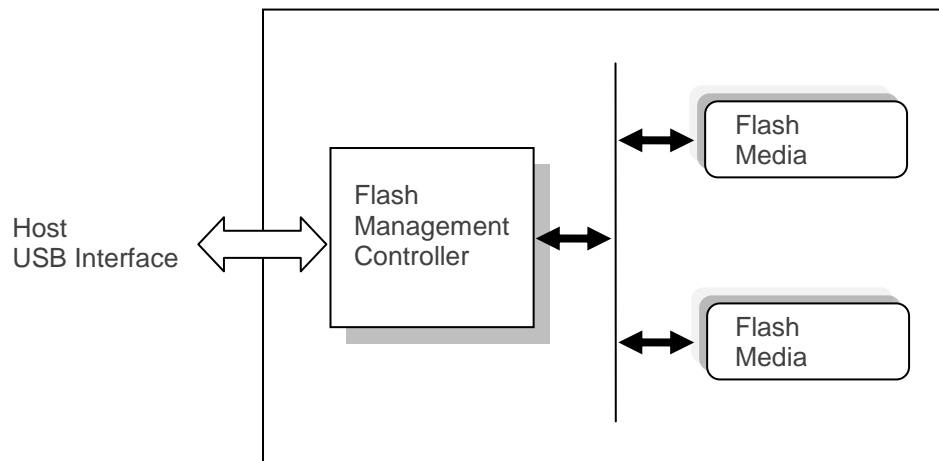 Host
USB Interface
Flash
Management
Controller
Flash
Media
Flash
Media